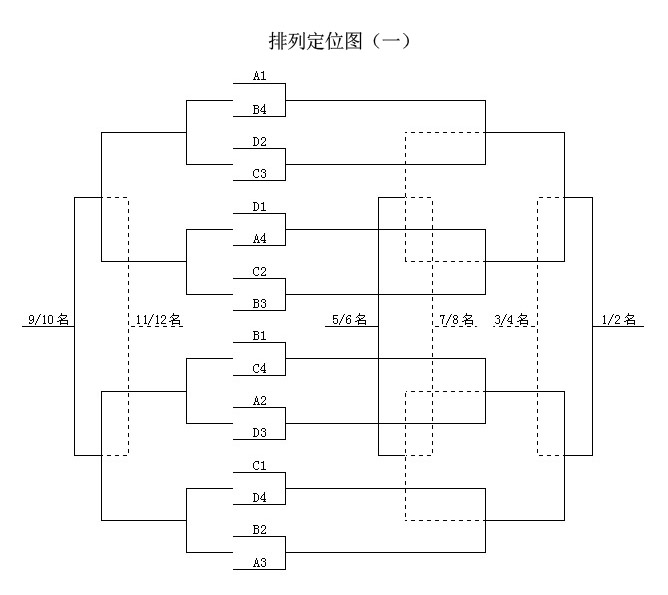 排列定位图（一）
A1
B4
D2
C3
D1
A4
C2
B3
9/10 名
11/12 名
5/6 名
7/8 名
3/4 名
1/2 名
B1
C4
A2
D3
C1
D4
B2
A3